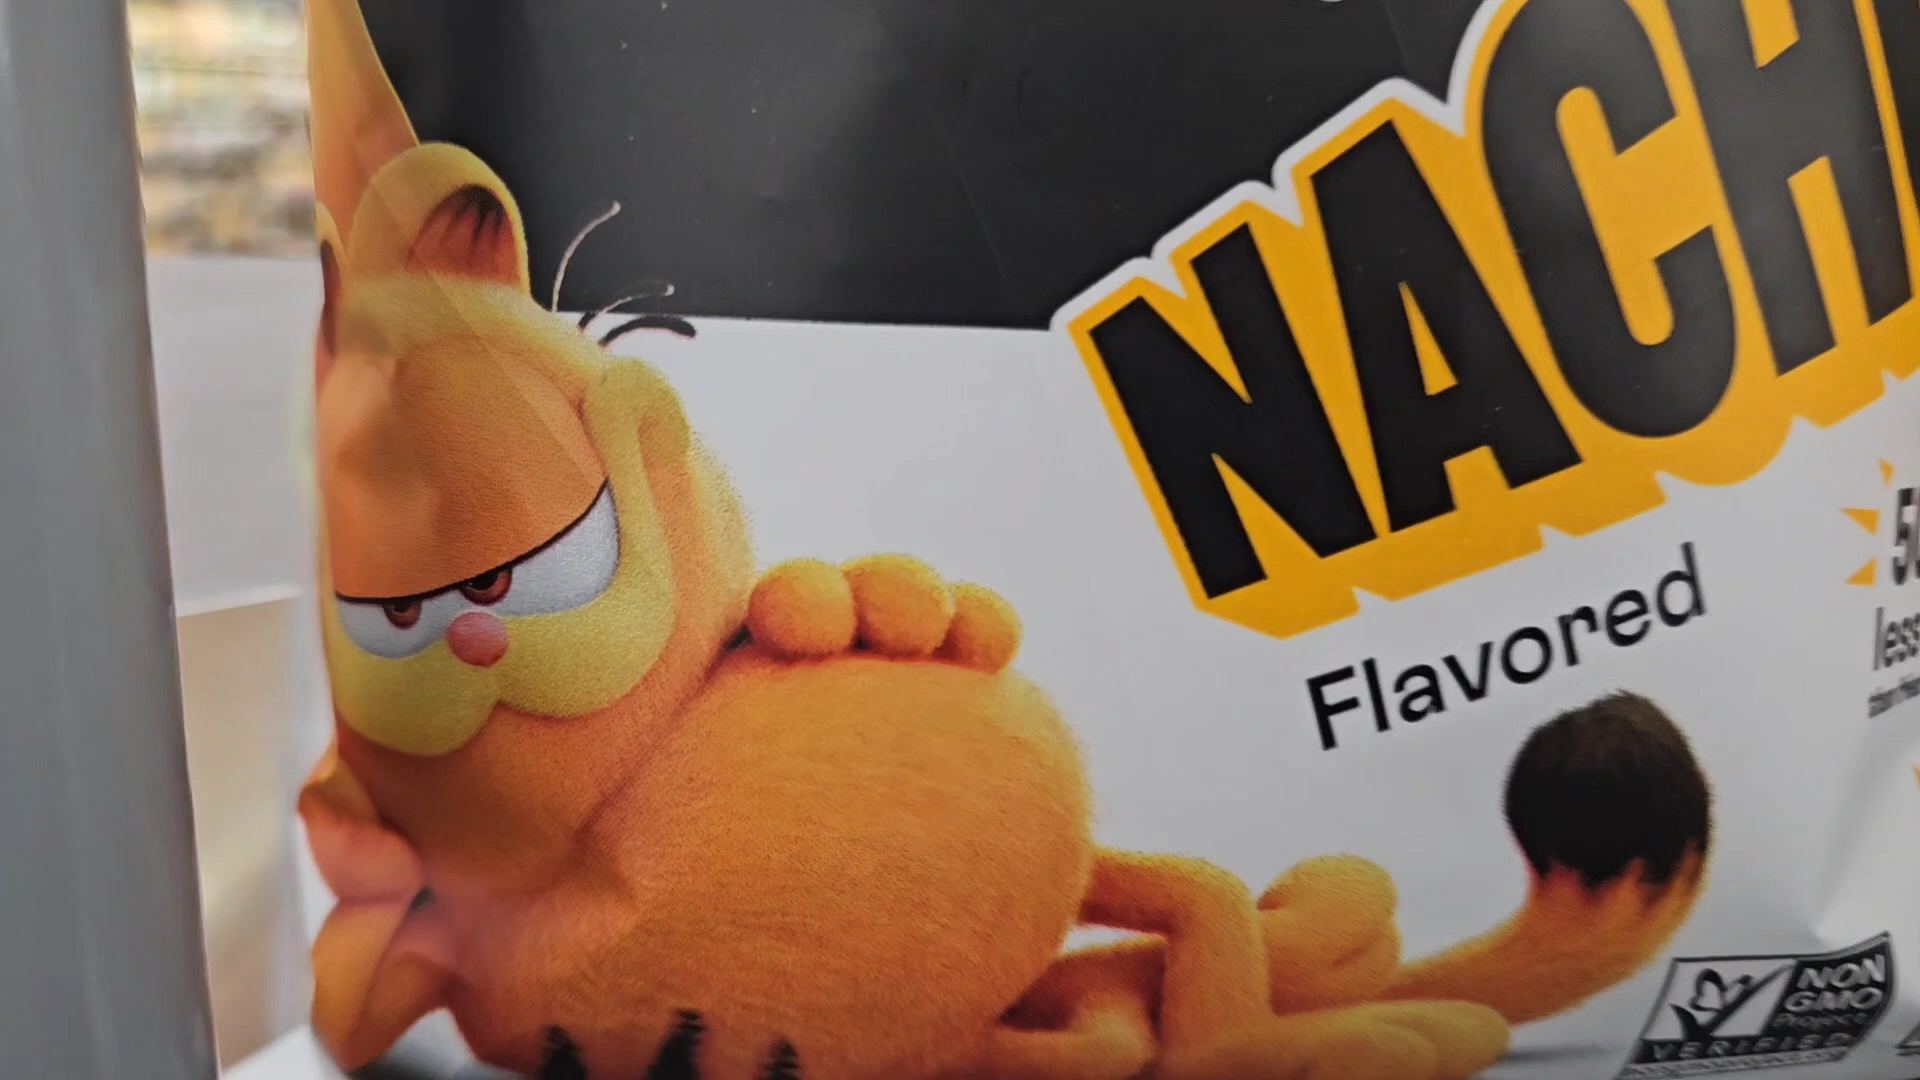 NACH
Flavored
less
NON
GMO
Project
VERIFIED